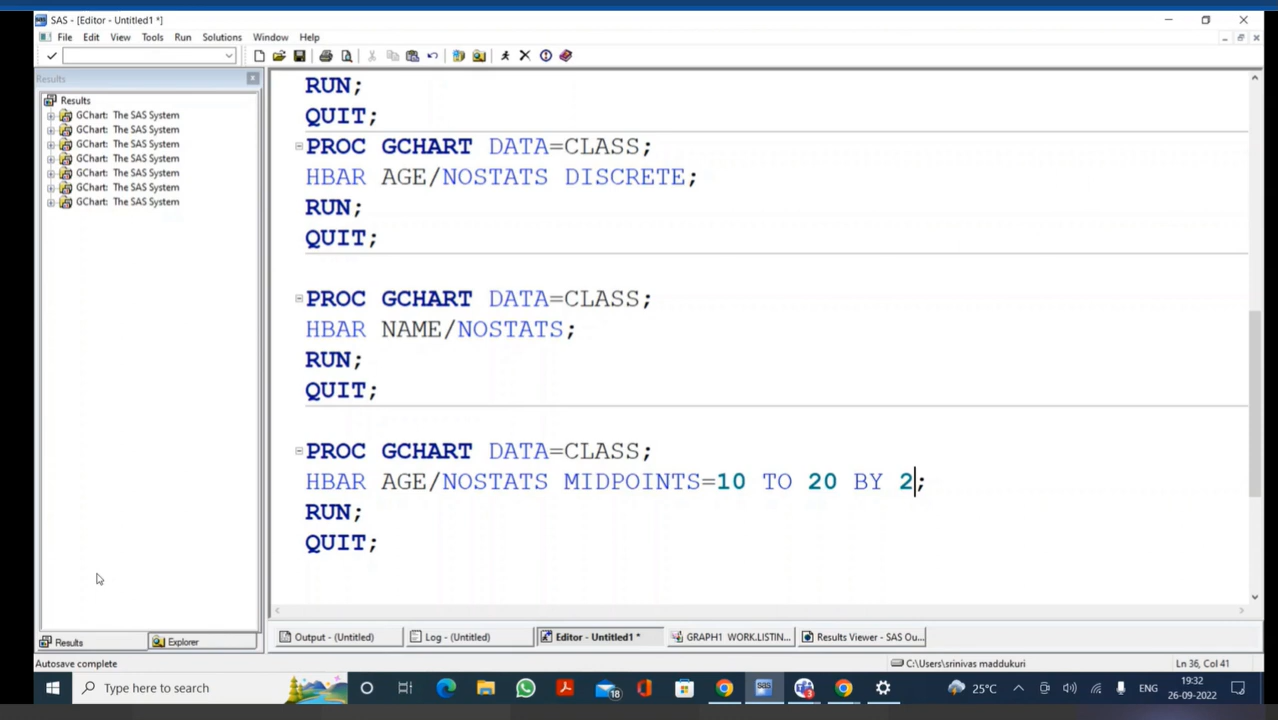 SAS - [Editor - Untitled1 *]
File Edit View Tools Run Solutions Window Help
Results
Results
GChart: The SAS System
GChart: The SAS System
GChart: The SAS System
GChart: The SAS System
GChart: The SAS System
GChart: The SAS System
GChart: The SAS System
RUN;
QUIT;
PROC GCHART DATA=CLASS;
HBAR AGE/NOSTATS DISCRETE;
RUN;
QUIT;
PROC GCHART DATA=CLASS;
HBAR NAME/NOSTATS;
RUN;
QUIT;
PROC GCHART DATA=CLASS;
HBAR AGE/NOSTATS MIDPOINTS=10 TO 20 BY 2;
RUN;
QUIT;
Results Explorer
Output - (Untitled) Log - (Untitled) Editor - Untitled1 * GRAPH1 WORK.LISTIN... Results Viewer - SAS Ou...
Autosave complete C:\Users\srinivas maddukuri Ln 36, Col 41
Type here to search 18 25°C ENG 19:32
26-09-2022